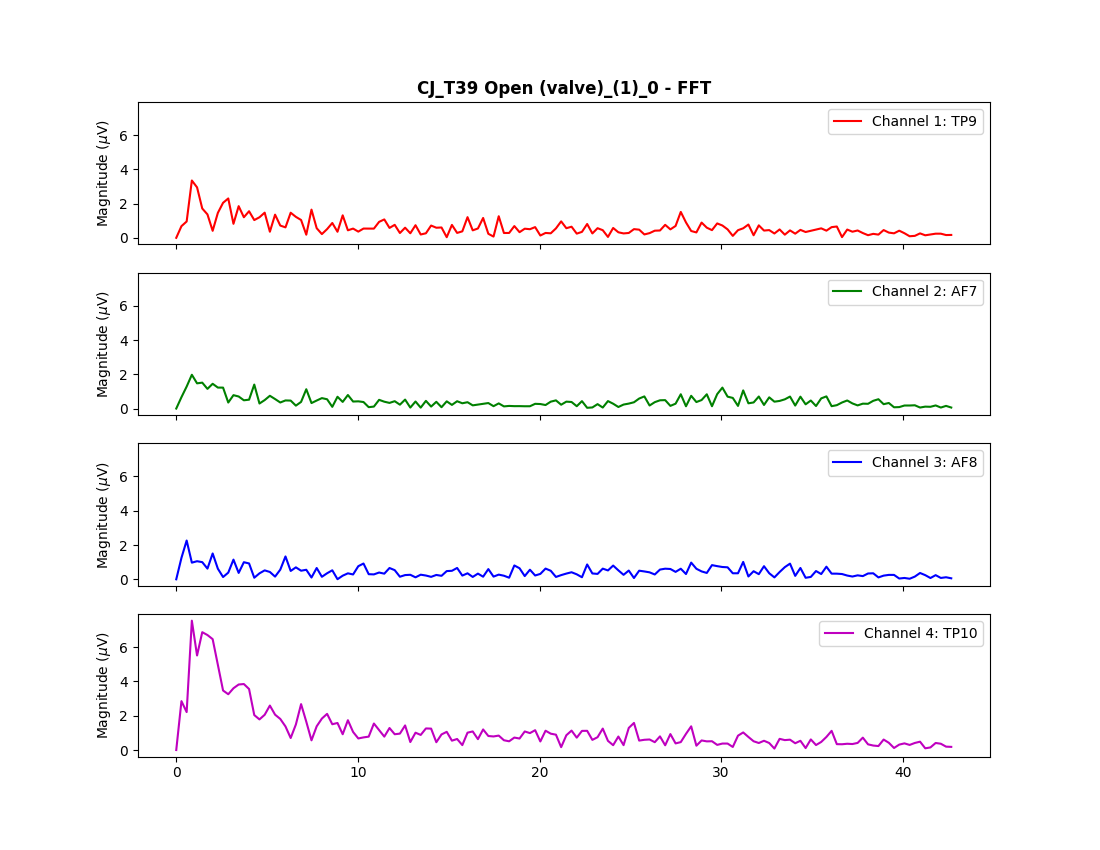 CJ_T39 Open (valve)_(1)_0 - FFT
Magnitude (μV)
6
4
2
0
Channel 1: TP9
Magnitude (μV)
6
4
2
0
Channel 2: AF7
Magnitude (μV)
6
4
2
0
Channel 3: AF8
Magnitude (μV)
6
4
2
0
Channel 4: TP10
0 10 20 30 40